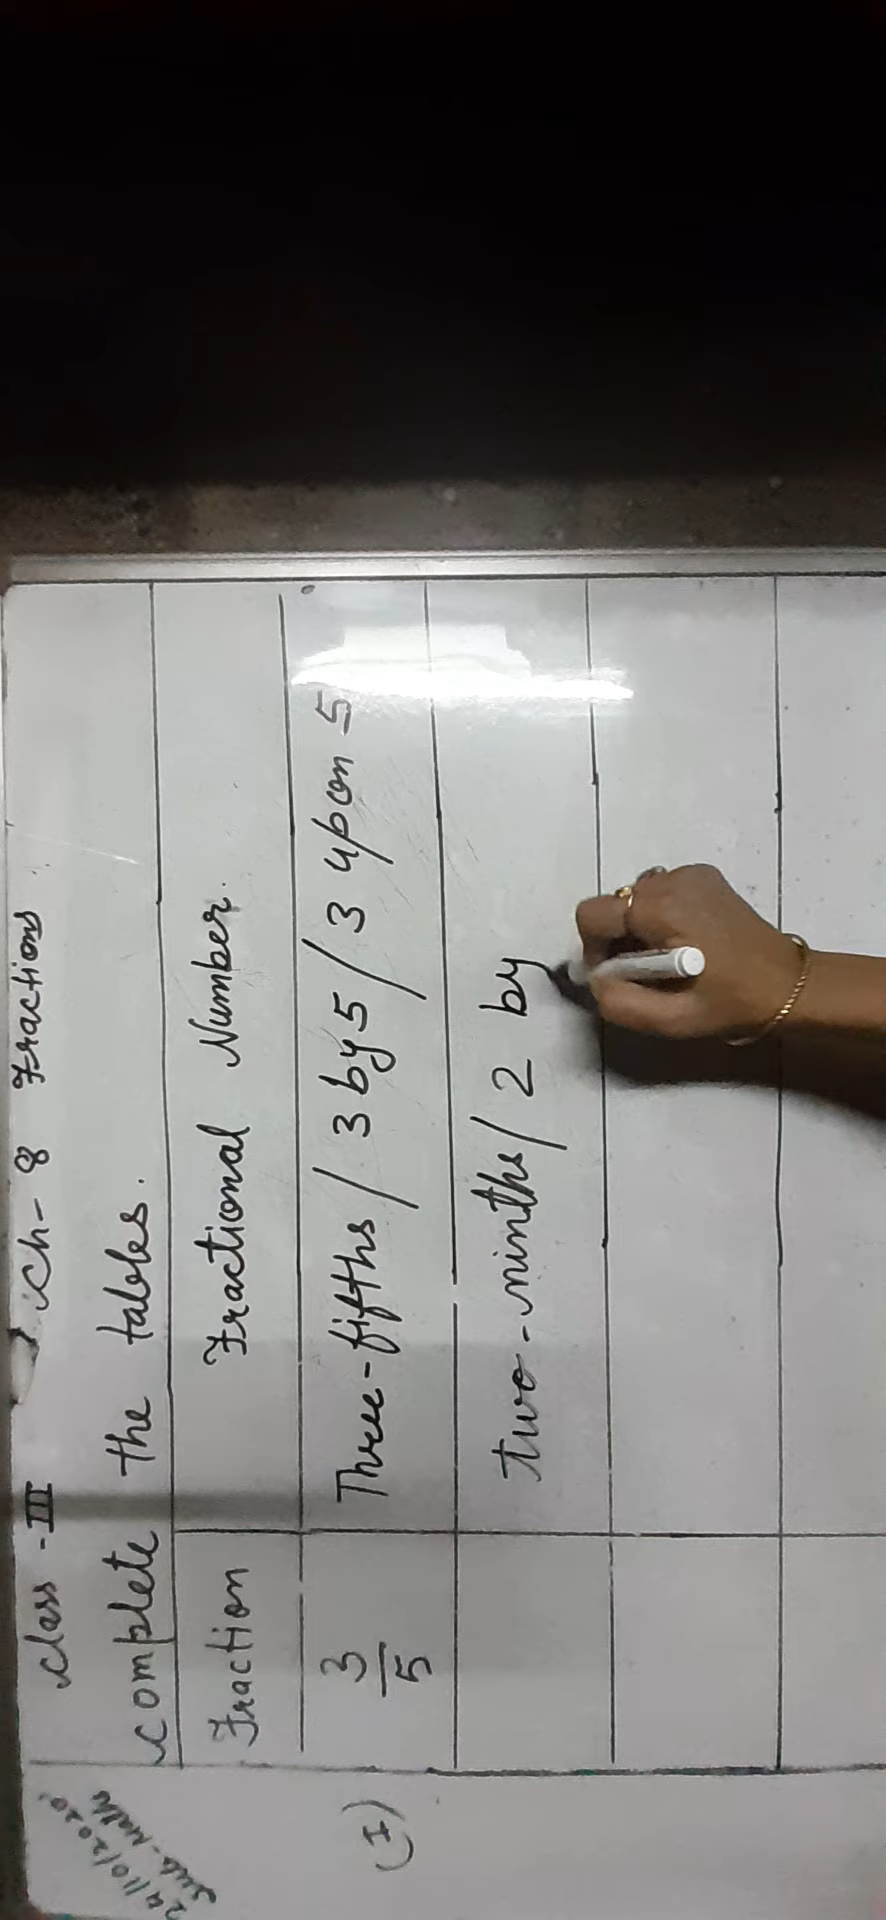 24/10/2020
Sub - Maths
Class - III Ch - 8 Fractions
Complete the tables.
Fraction Fractional Number.
(I) 3/5 Three-fifths / 3 by 5 / 3 upon 5
two-ninths / 2 by